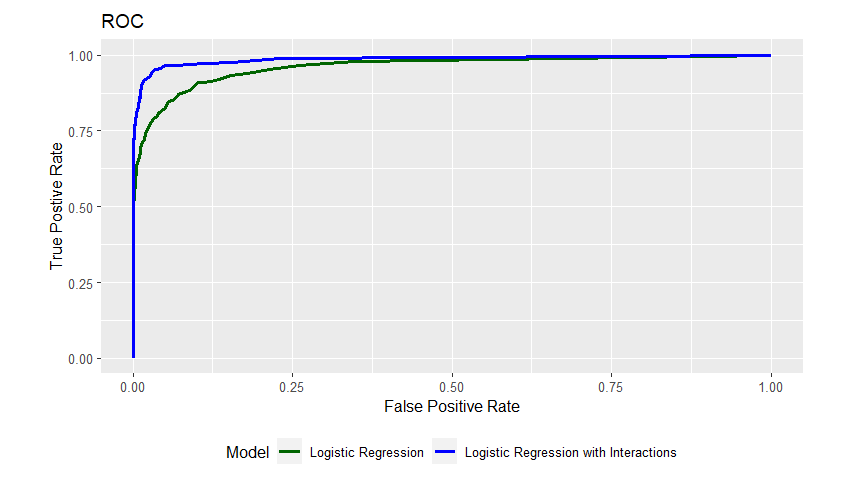 ROC
True Postive Rate
1.00
0.75
0.50
0.25
0.00
0.00 0.25 0.50 0.75 1.00
False Positive Rate
Model Logistic Regression Logistic Regression with Interactions